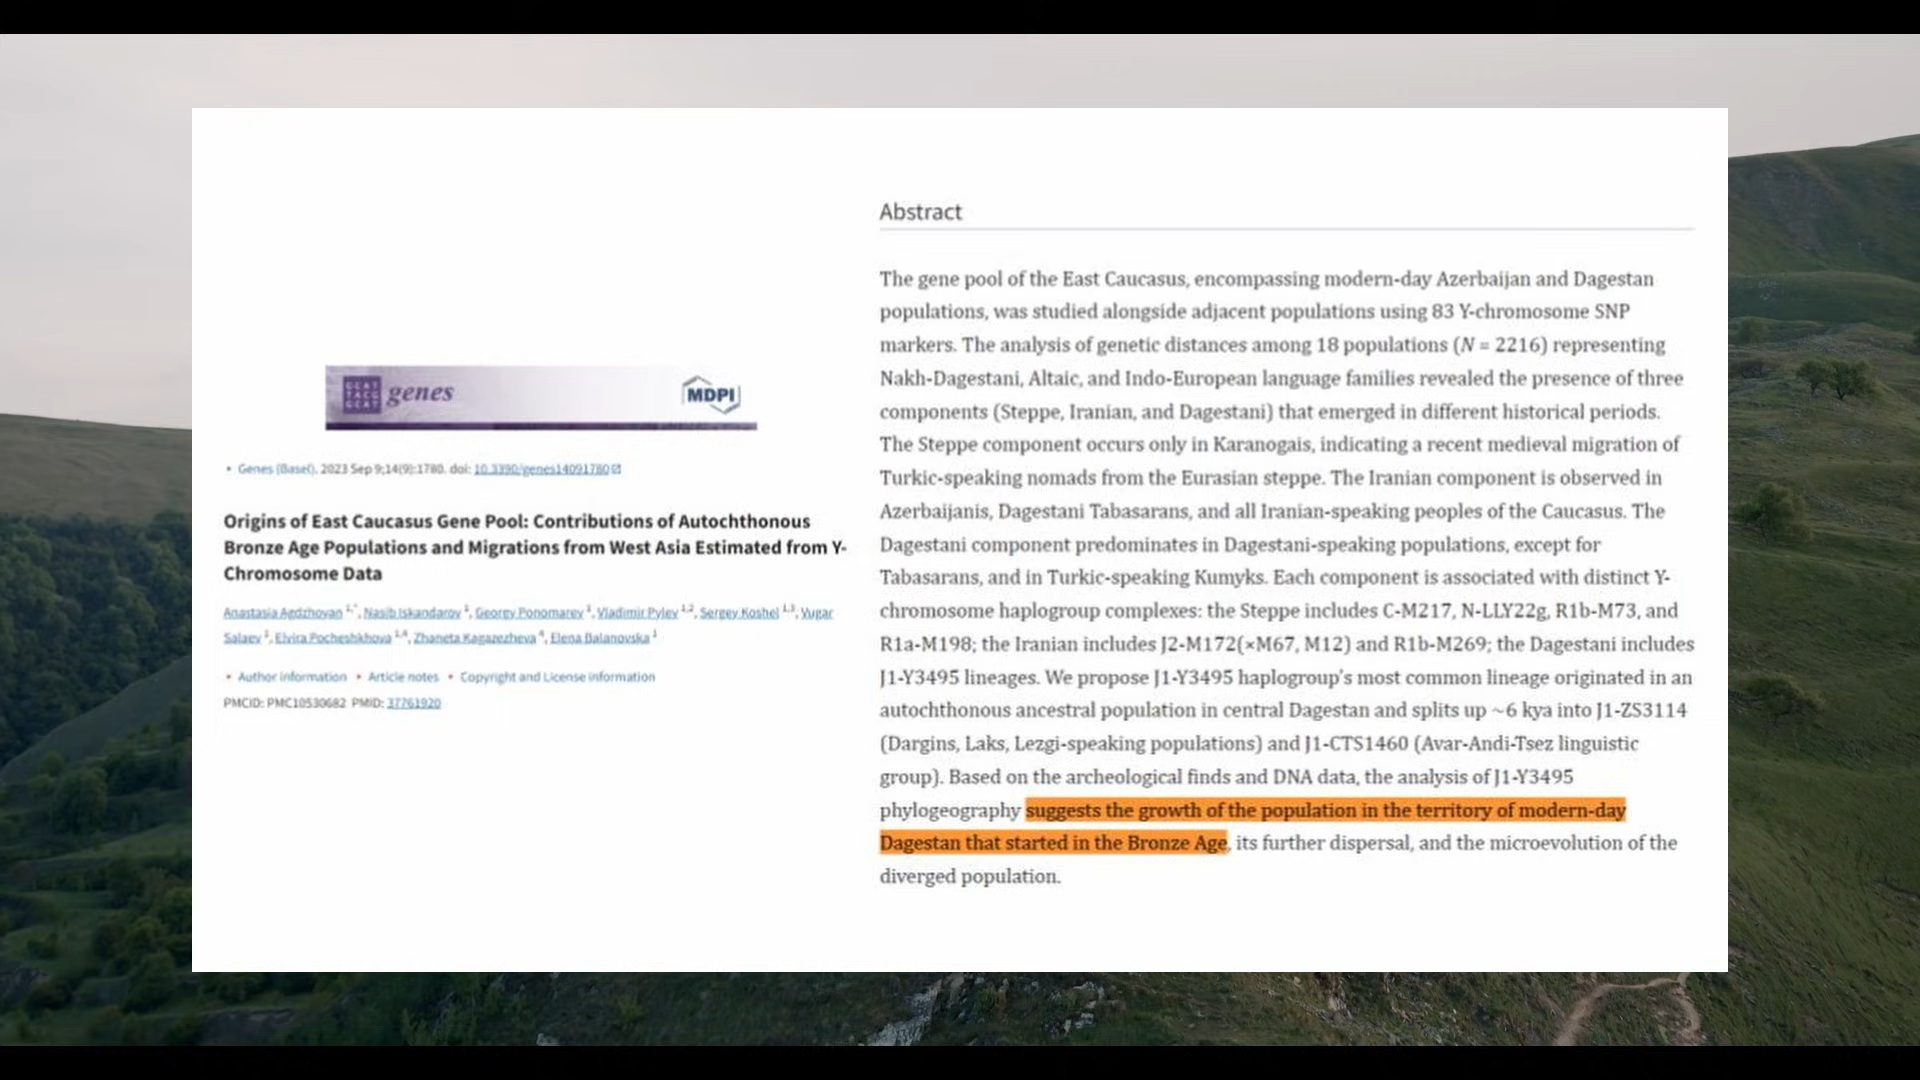 GCAT
TACG
GCAT
genes
MDPI
• Genes (Basel). 2023 Sep 9;14(9):1780. doi: 10.3390/genes14091780
Origins of East Caucasus Gene Pool: Contributions of Autochthonous
Bronze Age Populations and Migrations from West Asia Estimated from Y-
Chromosome Data
Anastasia Agdzhoyan 1,*, Nasib Iskandarov 1, Georgy Ponomarev 1, Vladimir Pylev 1,2, Sergey Koshel 1,3, Vugar
Salaev 1, Elvira Pocheshkhova 1,4, Zhaneta Kagazezheva 4, Elena Balanovska 1
• Author information • Article notes • Copyright and License information
PMCID: PMC10530682 PMID: 37761920
Abstract
The gene pool of the East Caucasus, encompassing modern-day Azerbaijan and Dagestan
populations, was studied alongside adjacent populations using 83 Y-chromosome SNP
markers. The analysis of genetic distances among 18 populations (N = 2216) representing
Nakh-Dagestani, Altaic, and Indo-European language families revealed the presence of three
components (Steppe, Iranian, and Dagestani) that emerged in different historical periods.
The Steppe component occurs only in Karanogais, indicating a recent medieval migration of
Turkic-speaking nomads from the Eurasian steppe. The Iranian component is observed in
Azerbaijanis, Dagestani Tabasarans, and all Iranian-speaking peoples of the Caucasus. The
Dagestani component predominates in Dagestani-speaking populations, except for
Tabasarans, and in Turkic-speaking Kumyks. Each component is associated with distinct Y-
chromosome haplogroup complexes: the Steppe includes C-M217, N-LLY22g, R1b-M73, and
R1a-M198; the Iranian includes J2-M172(×M67, M12) and R1b-M269; the Dagestani includes
J1-Y3495 lineages. We propose J1-Y3495 haplogroup's most common lineage originated in an
autochthonous ancestral population in central Dagestan and splits up ~6 kya into J1-ZS3114
(Dargins, Laks, Lezgi-speaking populations) and J1-CTS1460 (Avar-Andi-Tsez linguistic
group). Based on the archeological finds and DNA data, the analysis of J1-Y3495
phylogeography suggests the growth of the population in the territory of modern-day
Dagestan that started in the Bronze Age, its further dispersal, and the microevolution of the
diverged population.